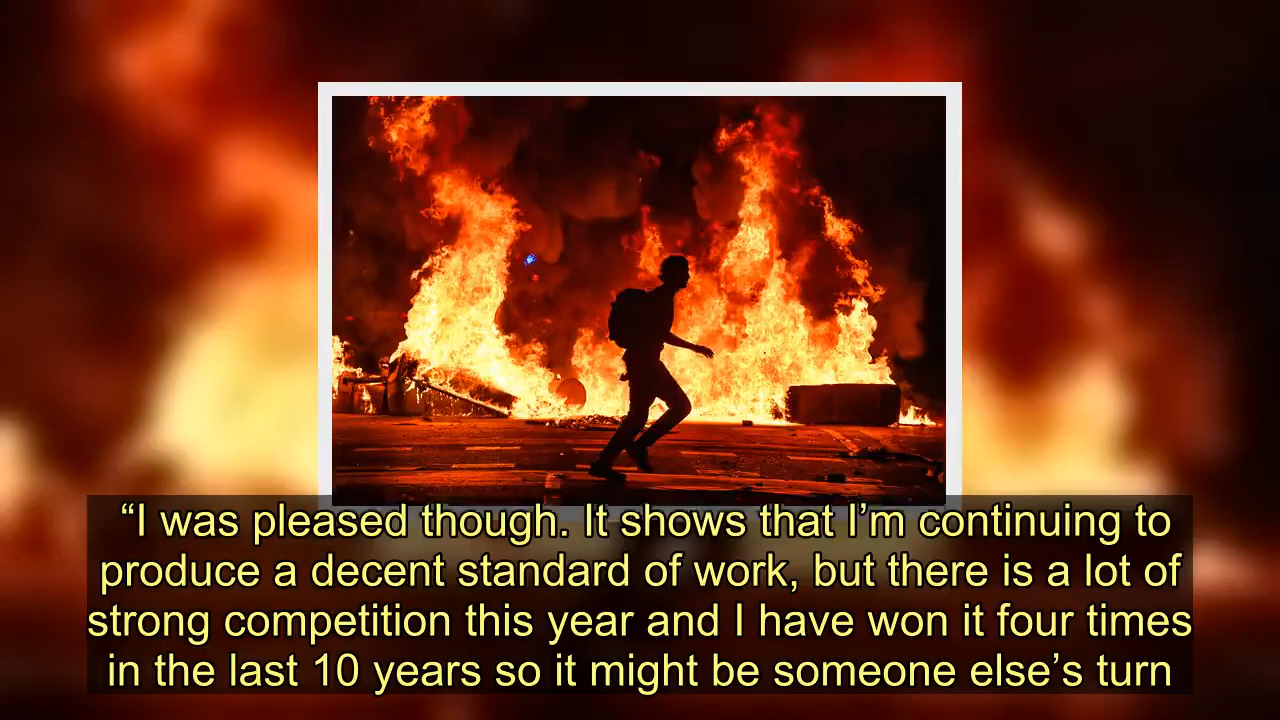 “I was pleased though. It shows that I’m continuing to
produce a decent standard of work, but there is a lot of
strong competition this year and I have won it four times
in the last 10 years so it might be someone else’s turn